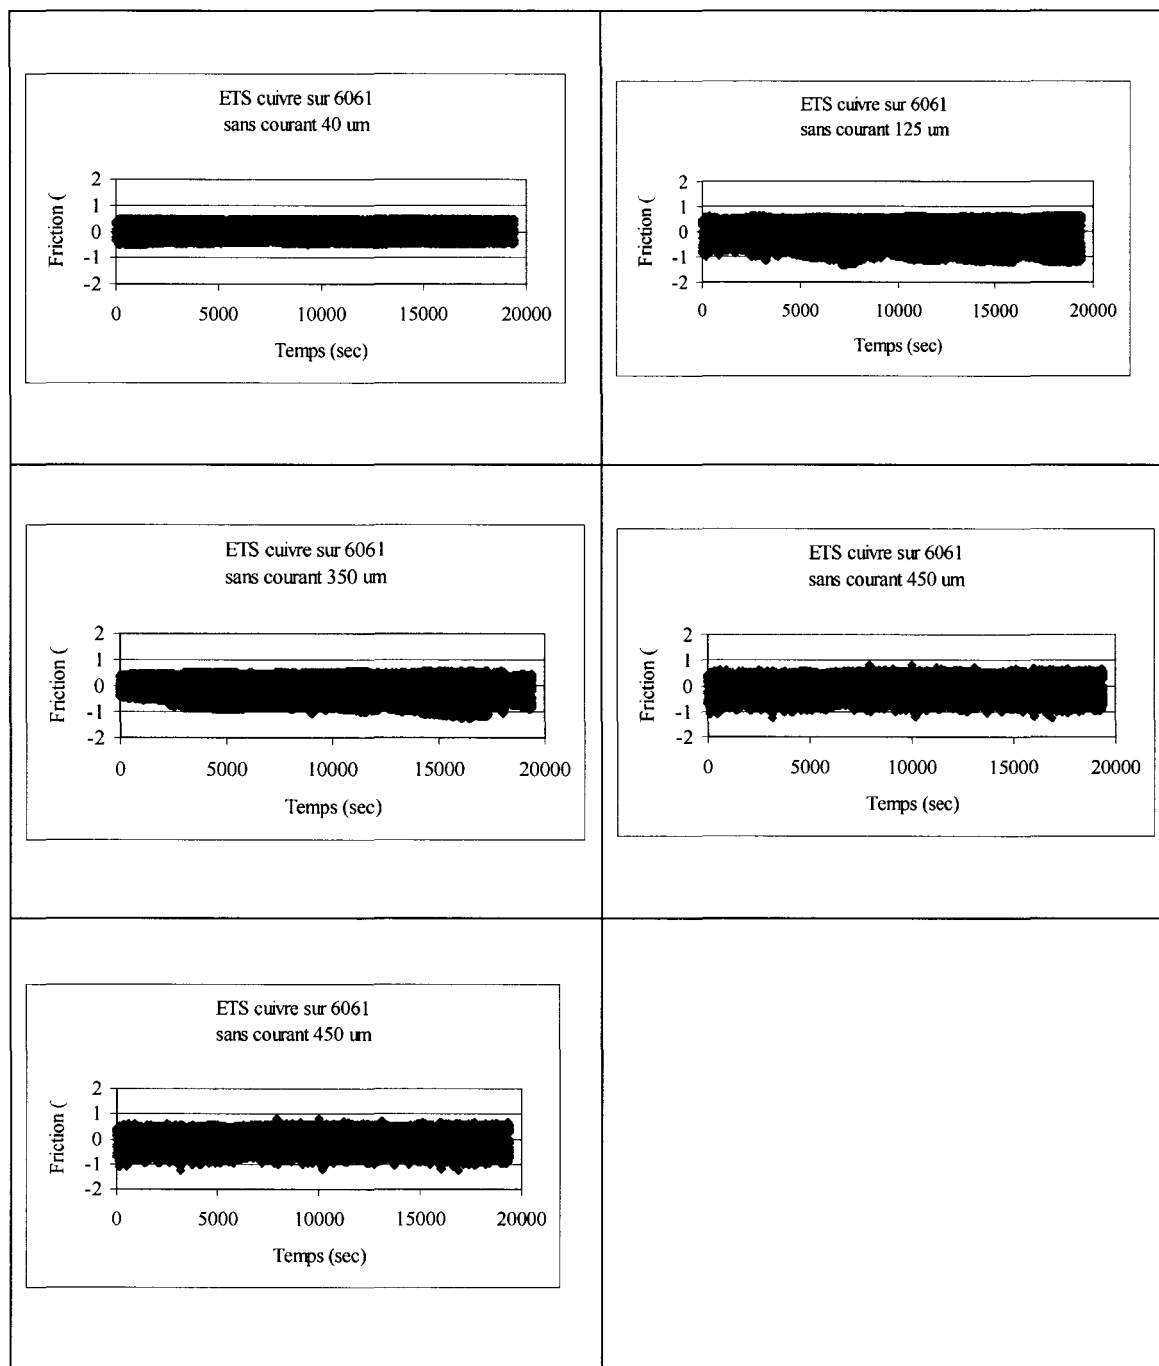 ETS cuivre sur 6061
sans courant 40 um
2
1
0
-1
-2
Friction (
0 5000 10000 15000 20000
Temps (sec)
ETS cuivre sur 6061
sans courant 125 um
2
1
0
-1
-2
Friction (
0 5000 10000 15000 20000
Temps (sec)
ETS cuivre sur 6061
sans courant 350 um
2
1
0
-1
-2
Friction (
0 5000 10000 15000 20000
Temps (sec)
ETS cuivre sur 6061
sans courant 450 um
2
1
0
-1
-2
Friction (
0 5000 10000 15000 20000
Temps (sec)
ETS cuivre sur 6061
sans courant 450 um
2
1
0
-1
-2
Friction (
0 5000 10000 15000 20000
Temps (sec)